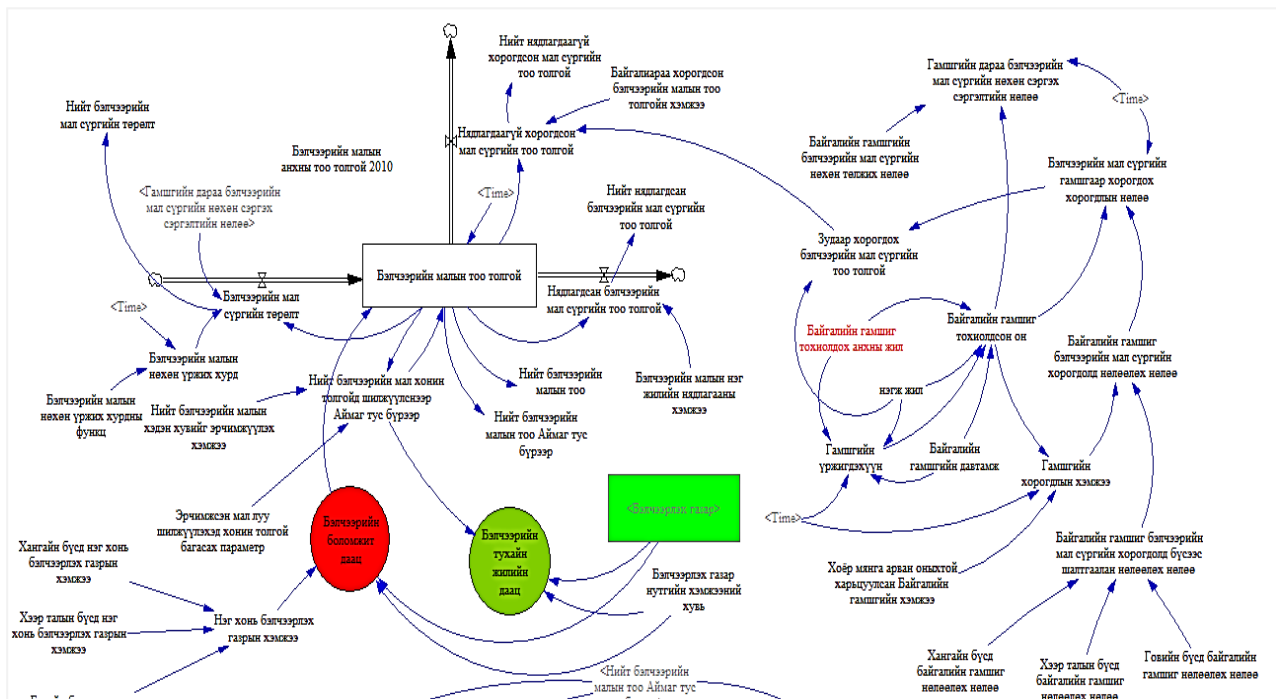 Нийт нядлагдаагүй
хорогдсон мал сүргийн
тоо толгой
Байгалиараа хорогдсон
бэлчээрийн малын тоо
толгойн хэмжээ
Гамшгийн дараа бэлчээрийн
мал сүргийн нөхөн сэргэх
сэргэлтийн нөлөө
<Time>
Нийт бэлчээрийн
мал сүргийн төрөлт
Бэлчээрийн малын
анхны тоо толгой 2010
Нядлагдаагүй хорогдсон
мал сүргийн тоо толгой
Байгалийн гамшгийн
бэлчээрийн мал сүргийн
нөхөн төлжих нөлөө
Бэлчээрийн мал сүргийн
гамшгаар хорогдох
хорогдлын нөлөө
<Гамшгийн дараа бэлчээрийн
мал сүргийн нөхөн сэргэх
сэргэлтийн нөлөө>
<Time>
Нийт нядлагдсан
бэлчээрийн мал сүргийн
тоо толгой
Зудаар хорогдох
бэлчээрийн мал сүргийн
тоо толгой
Бэлчээрийн малын тоо толгой
Нядлагдсан бэлчээрийн
мал сүргийн тоо толгой
Бэлчээрийн мал
сүргийн төрөлт
<Time>
Байгалийн гамшиг
тохиолдох анхны жил
Байгалийн гамшиг
тохиолдсон он
Байгалийн гамшиг
бэлчээрийн мал сүргийн
хорогдолд нөлөөлөх нөлөө
Бэлчээрийн малын
нөхөн үржих хурд
Нийт бэлчээрийн мал хонин
толгойд шилжүүлснээр
Аймаг тус бүрээр
Нийт бэлчээрийн
малын тоо
Бэлчээрийн малын нэг
жилийн нядлагааны
хэмжээ
нэгж жил
Бэлчээрийн малын
нөхөн үржих хурдны
функц
Нийт бэлчээрийн малын
хэдэн хувийг эрчимжүүлэх
хэмжээ
Нийт бэлчээрийн
малын тоо Аймаг тус
бүрээр
Гамшгийн
үржигдэхүүн
Байгалийн
гамшгийн давтамж
Гамшгийн
хорогдлын хэмжээ
Эрчимжсэн мал луу
шилжүүлэхэд хонин толгой
багасах параметр
Бэлчээрийн
боломжит
даац
Бэлчээрийн
тухайн
жилийн
даац
<Бэлчээрлэх газар>
<Time>
Хангайн бүсд нэг хонь
бэлчээрлэх газрын
хэмжээ
Бэлчээрлэх газар
нутгийн хэмжээний
хувь
Хоёр мянга арван оныхтой
харьцуулсан Байгалийн
гамшгийн хэмжээ
Байгалийн гамшиг бэлчээрийн
мал сүргийн хорогдолд бүсээс
шалтгаалан нөлөөлөх нөлөө
Хээр талын бүсд нэг
хонь бэлчээрлэх газрын
хэмжээ
Нэг хонь бэлчээрлэх
газрын хэмжээ
<Нийт бэлчээрийн
малын тоо Аймаг тус
Хангайн бүсд
байгалийн гамшиг
нөлөөлөх нөлөө
Хээр талын бүсд
байгалийн гамшиг
нөлөөлөх нөлөө
Говийн бүсд байгалийн
гамшиг нөлөөлөх нөлөө